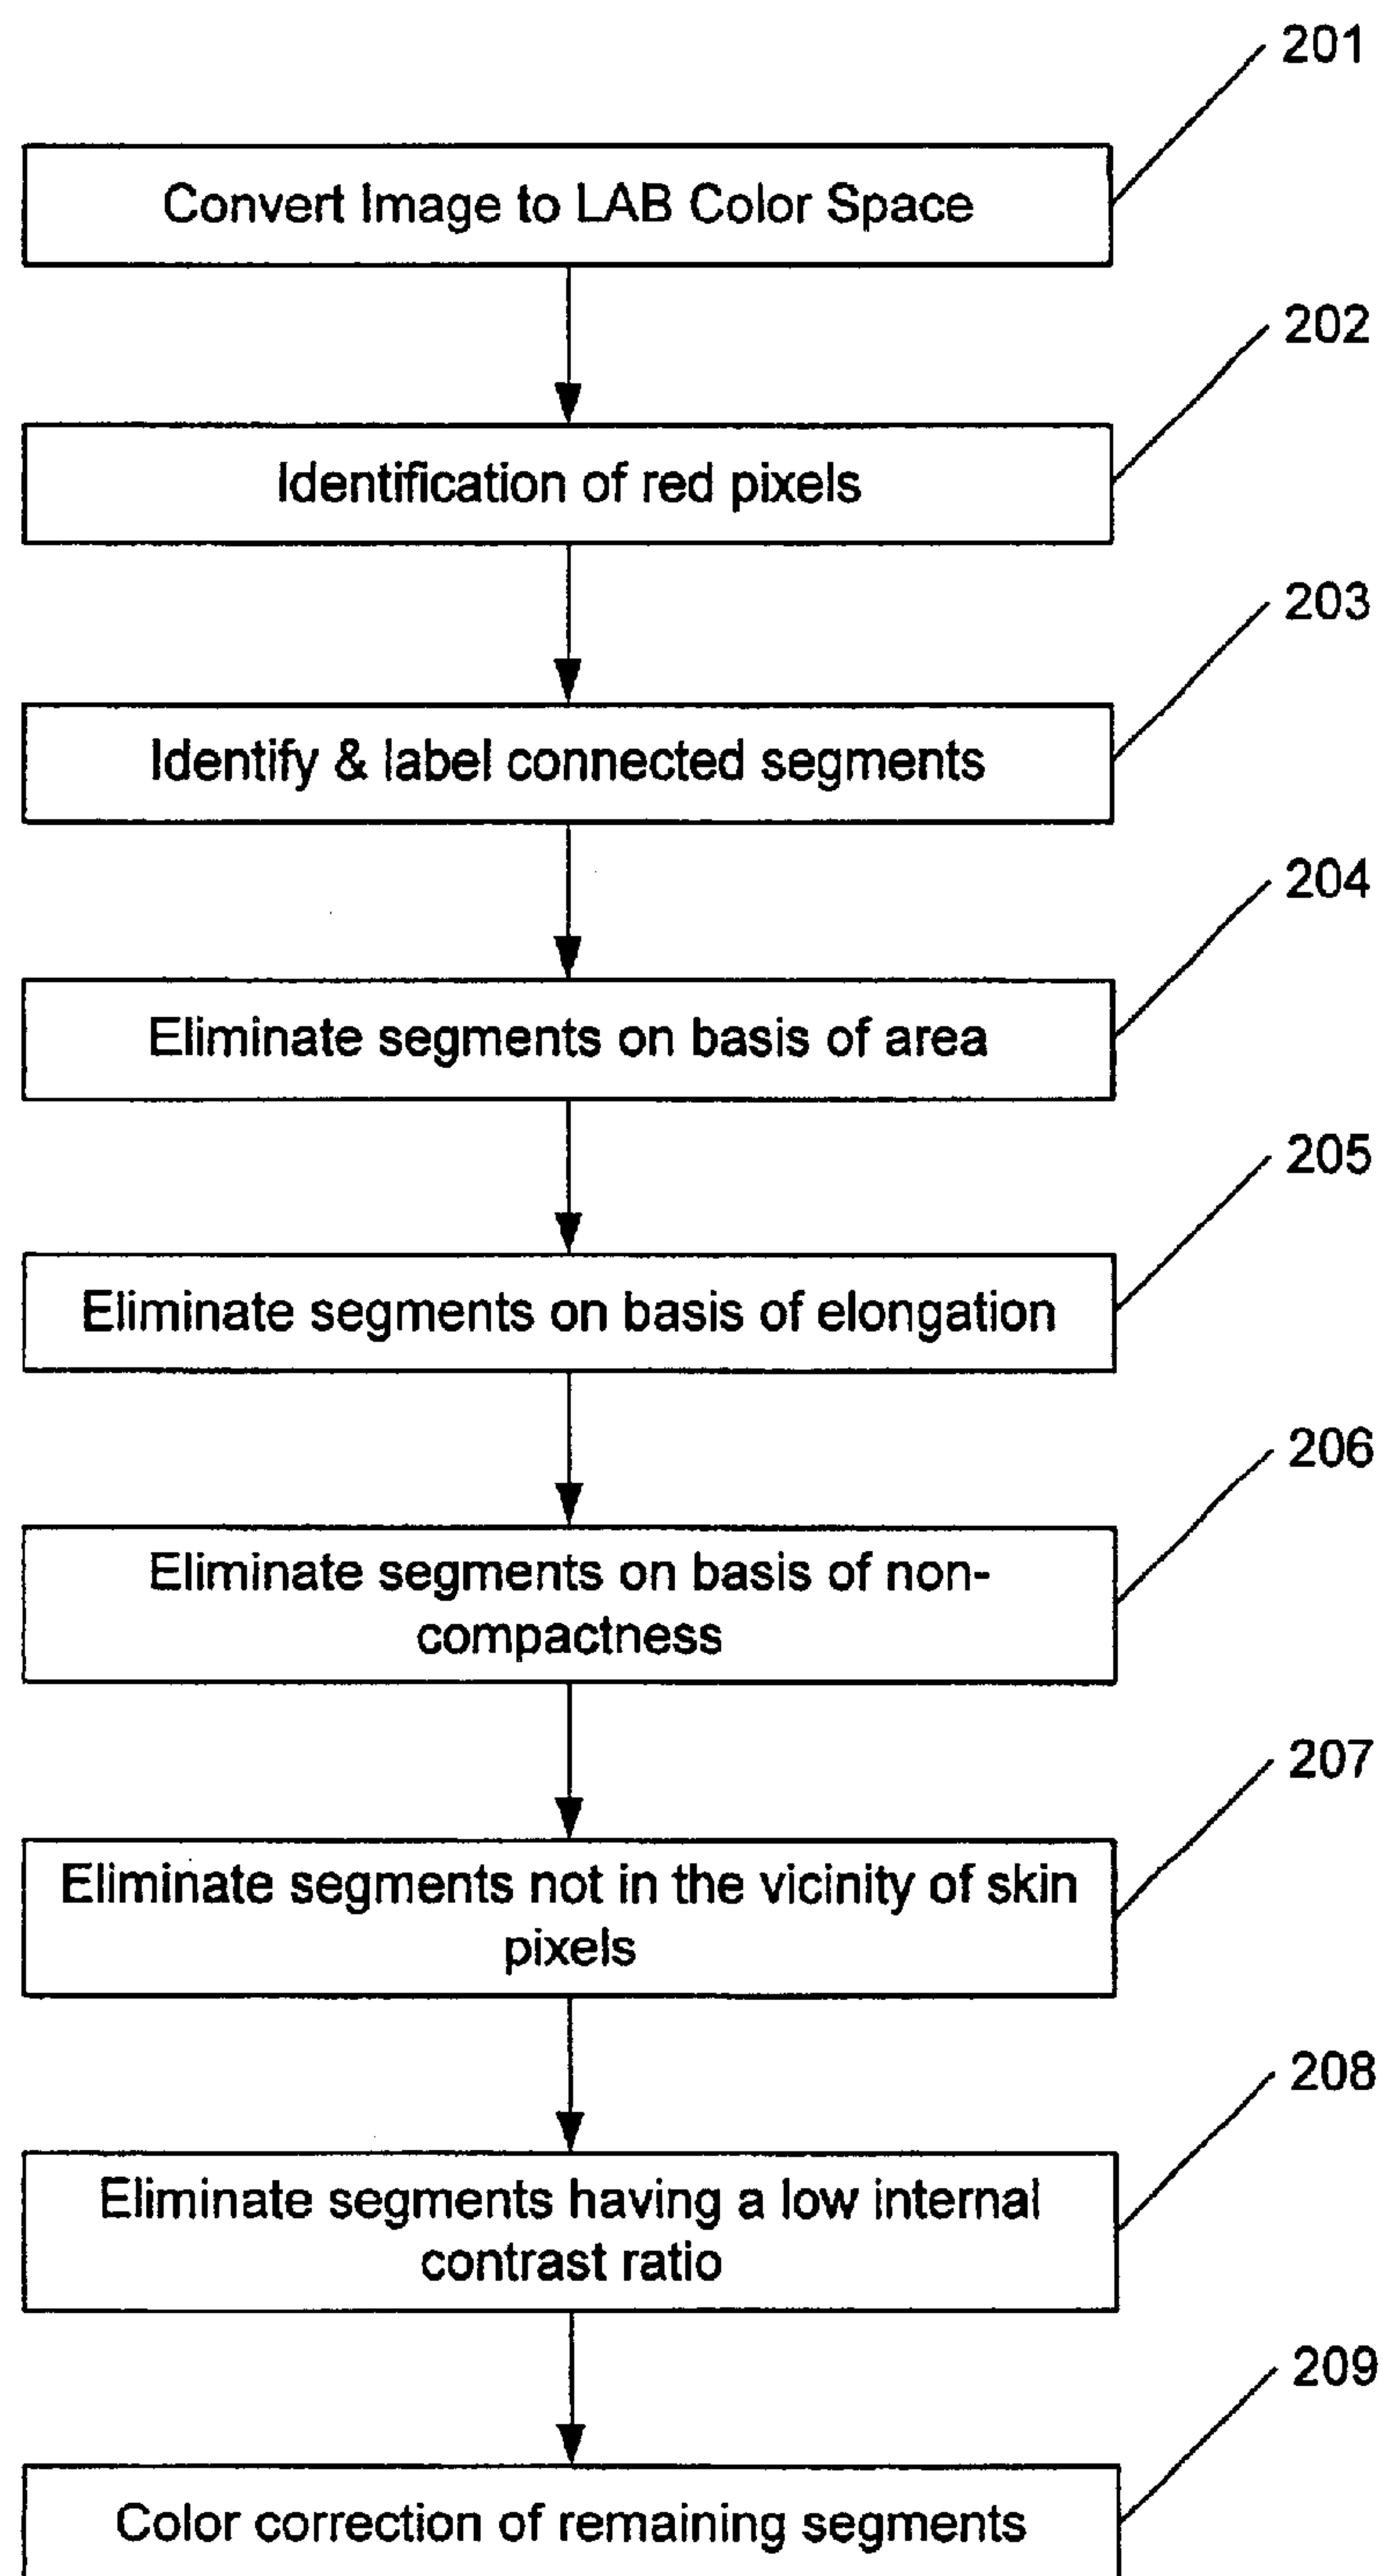 201
Convert Image to LAB Color Space
202
Identification of red pixels
203
Identify & label connected segments
204
Eliminate segments on basis of area
205
Eliminate segments on basis of elongation
206
Eliminate segments on basis of non-
compactness
207
Eliminate segments not in the vicinity of skin
pixels
208
Eliminate segments having a low internal
contrast ratio
209
Color correction of remaining segments